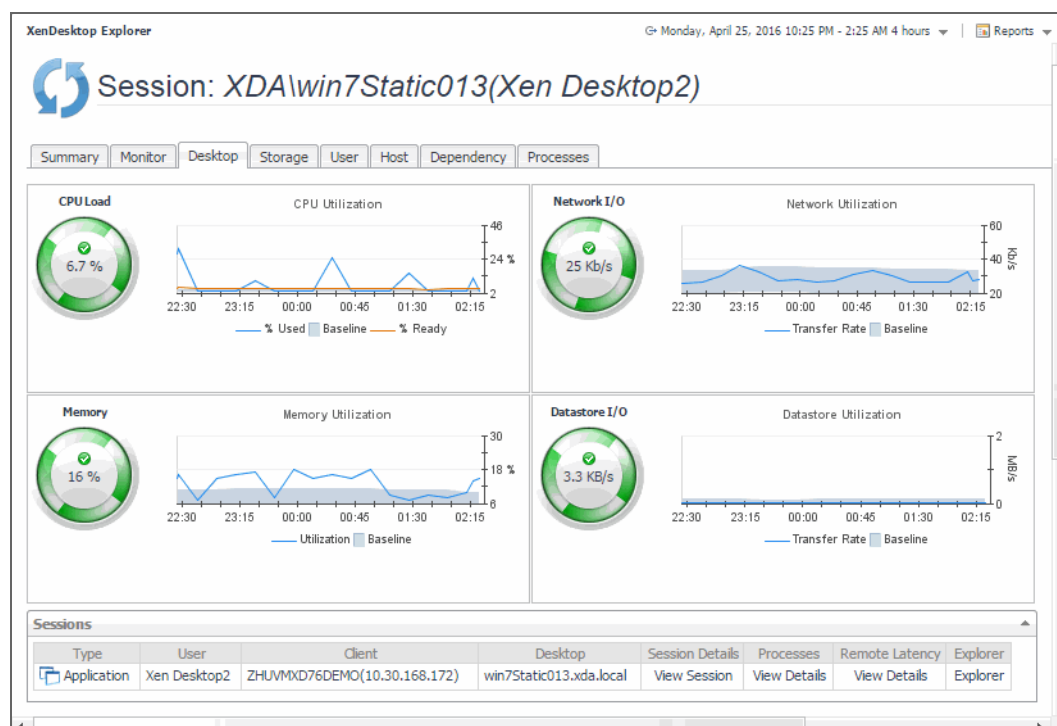 XenDesktop Explorer
Monday, April 25, 2016 10:25 PM - 2:25 AM 4 hours | Reports
Session: XDA\win7Static013(Xen Desktop2)
Summary Monitor Desktop Storage User Host Dependency Processes
CPU Load
CPU Utilization
6.7 %
46
24 %
2
22:30 23:15 00:00 00:45 01:30 02:15
% Used Baseline % Ready
Network I/O
Network Utilization
25 Kb/s
60
40
20
Kb/s
22:30 23:15 00:00 00:45 01:30 02:15
Transfer Rate Baseline
Memory
Memory Utilization
16 %
30
18 %
6
22:30 23:15 00:00 00:45 01:30 02:15
Utilization Baseline
Datastore I/O
Datastore Utilization
3.3 KB/s
2
0
MB/s
22:30 23:15 00:00 00:45 01:30 02:15
Transfer Rate Baseline
Sessions
Type User Client Desktop Session Details Processes Remote Latency Explorer
Application Xen Desktop2 ZHUVMXD76DEMO(10.30.168.172) win7Static013.xda.local View Session View Details View Details Explorer